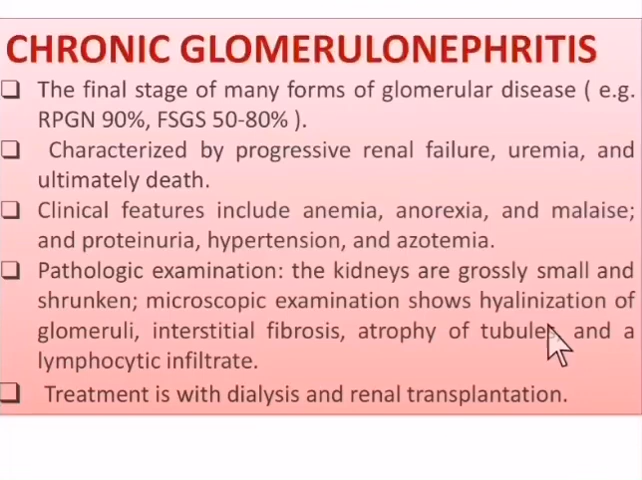 CHRONIC GLOMERULONEPHRITIS
❑ The final stage of many forms of glomerular disease ( e.g.
RPGN 90%, FSGS 50-80% ).
❑ Characterized by progressive renal failure, uremia, and
ultimately death.
❑ Clinical features include anemia, anorexia, and malaise;
and proteinuria, hypertension, and azotemia.
❑ Pathologic examination: the kidneys are grossly small and
shrunken; microscopic examination shows hyalinization of
glomeruli, interstitial fibrosis, atrophy of tubules, and a
lymphocytic infiltrate.
❑ Treatment is with dialysis and renal transplantation.